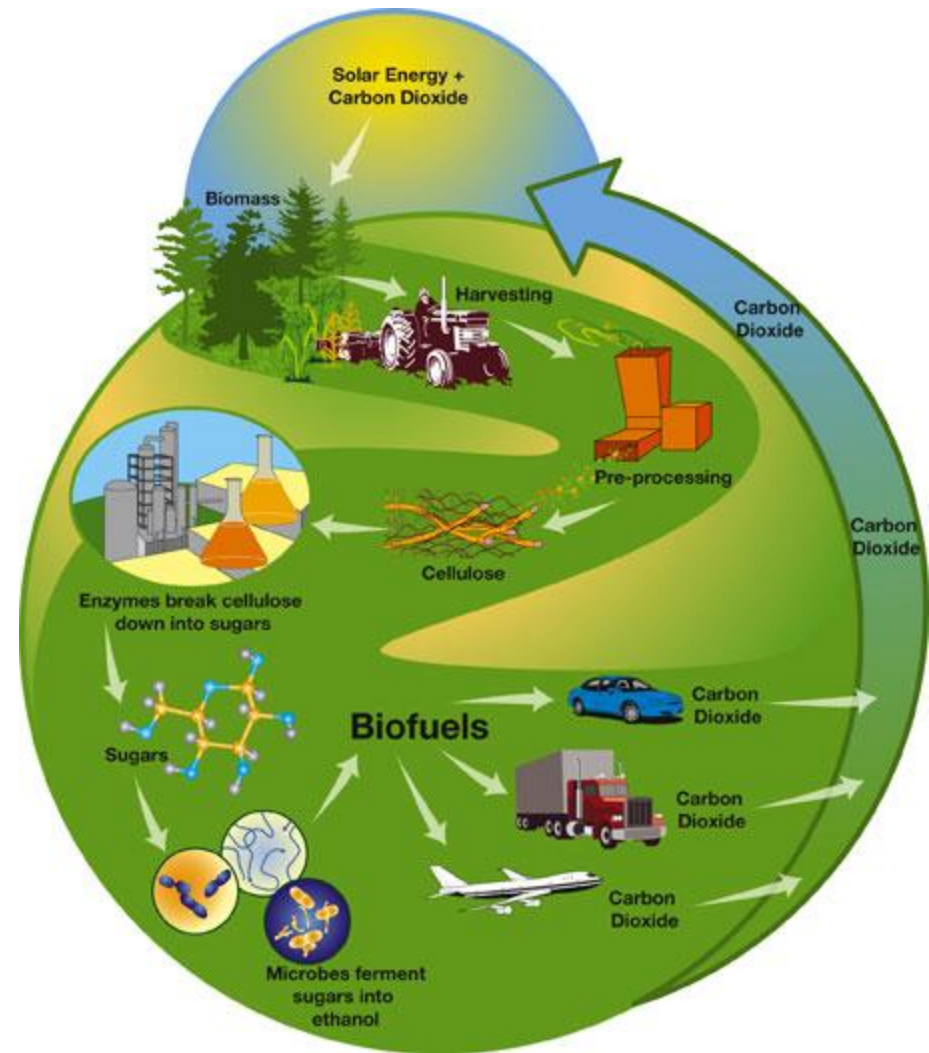 Solar Energy +
Carbon Dioxide
Biomass
Harvesting
Carbon
Dioxide
Pre-processing
Carbon
Dioxide
Cellulose
Enzymes break cellulose
down into sugars
Sugars
Biofuels
Carbon
Dioxide
Carbon
Dioxide
Carbon
Dioxide
Microbes ferment
sugars into
ethanol